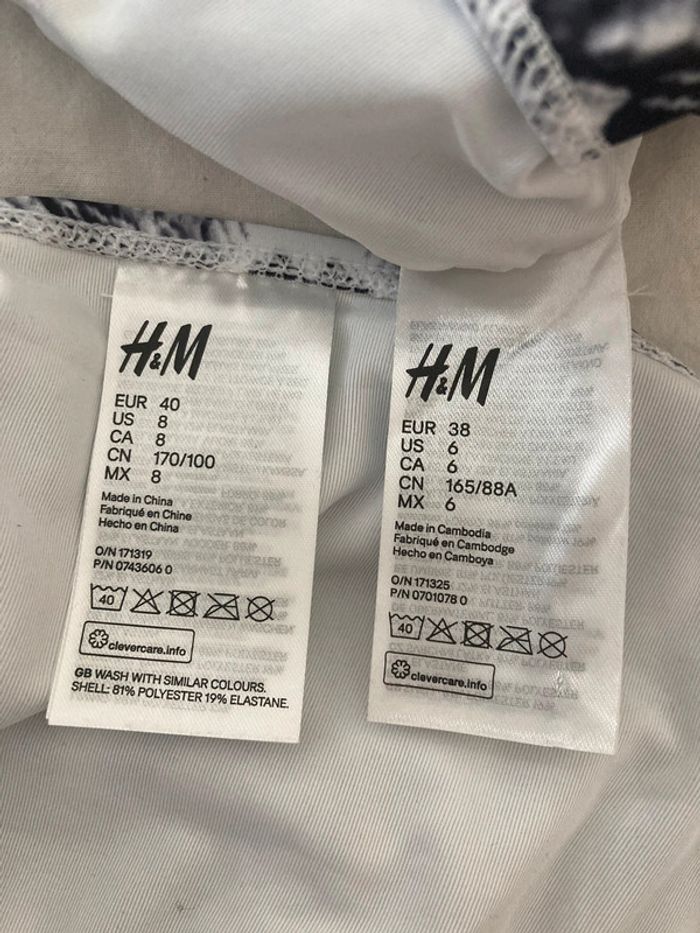 H&M
EUR 40
US 8
CA 8
CN 170/100
MX 8
Made in China
Fabriqué en Chine
Hecho en China
O/N 171319
P/N 0743606 0
40
clevercare.info
GB WASH WITH SIMILAR COLOURS.
SHELL: 81% POLYESTER 19% ELASTANE.
H&M
EUR 38
US 6
CA 6
CN 165/88A
MX 6
Made in Cambodia
Fabriqué en Cambodge
Hecho en Camboya
O/N 171325
P/N 0701078 0
40
clevercare.info